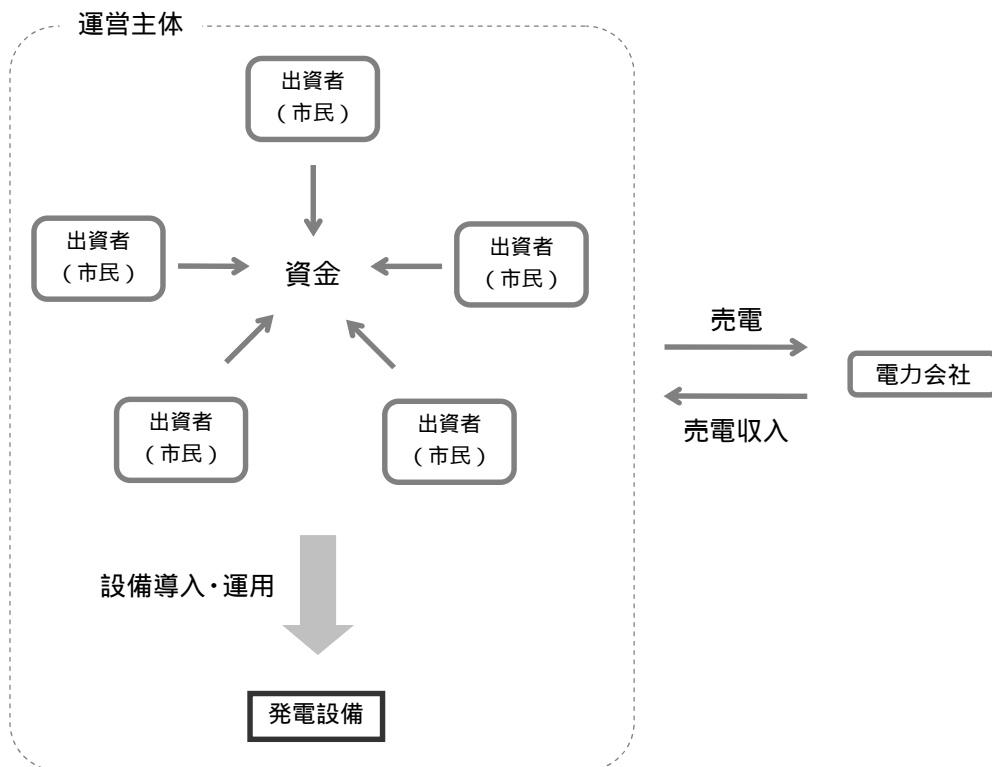 運営主体
出資者
（市民）
出資者
（市民）
資金
出資者
（市民）
出資者
（市民）
出資者
（市民）
設備導入・運用
発電設備
売電
売電収入
電力会社